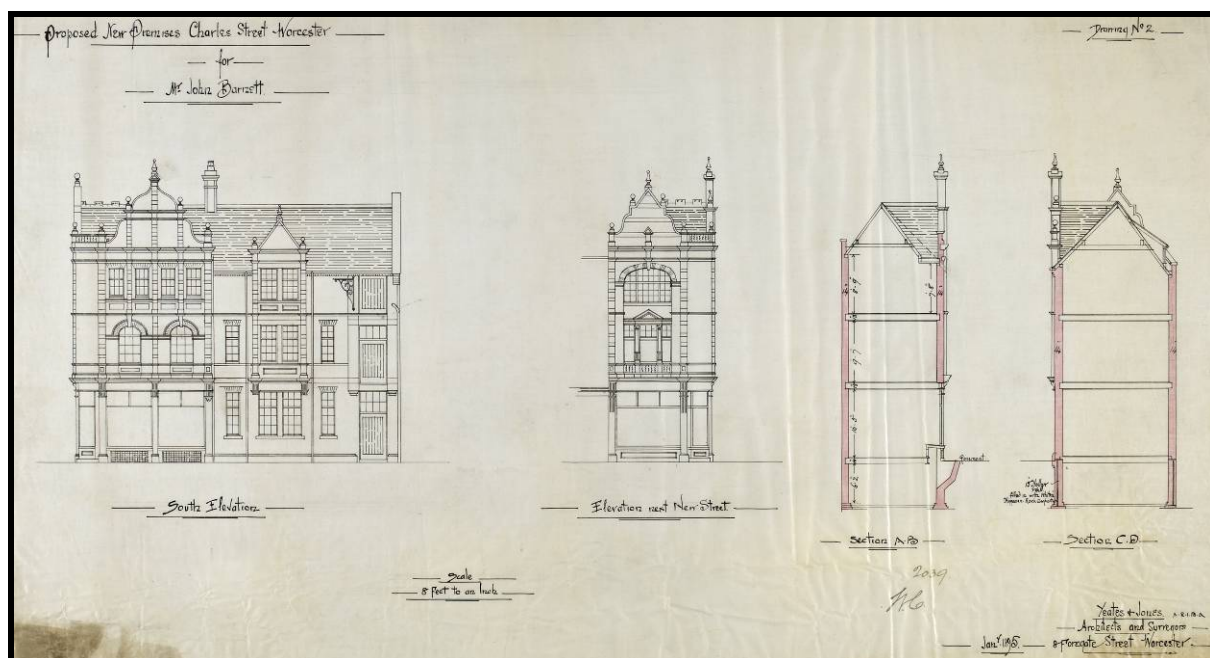 Proposed New Premises Charles Street Worcester
for
Mr John Barnett
Drawing No 2
South Elevation
Elevation next New Street
Section A.B
Section C.D
Pavement
Scale
8 Feet to an Inch
2039
Yeates & Jones. A.R.I.B.A.
Architects and Surveyors
Jany 1895. 8 Foregate Street Worcester